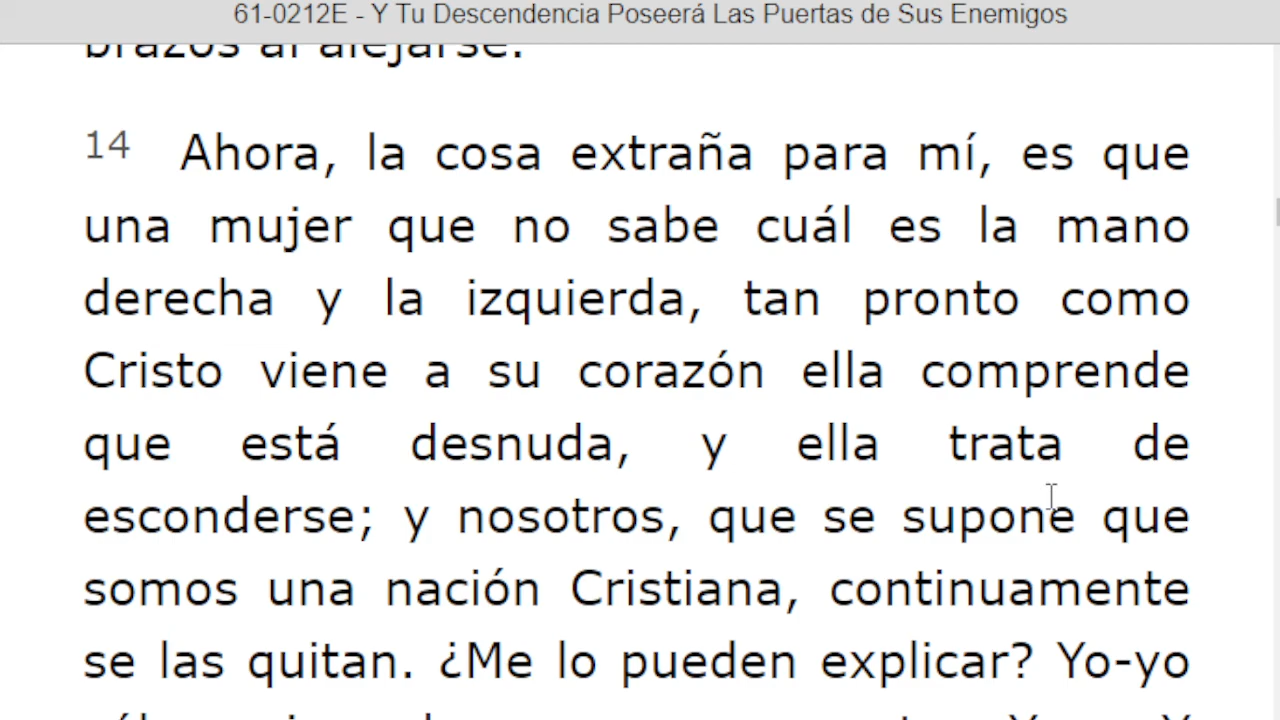 61-0212E - Y Tu Descendencia Poseerá Las Puertas de Sus Enemigos
brazos al alejarse.
14 Ahora, la cosa extraña para mí, es que
una mujer que no sabe cuál es la mano
derecha y la izquierda, tan pronto como
Cristo viene a su corazón ella comprende
que está desnuda, y ella trata de
esconderse; y nosotros, que se supone que
somos una nación Cristiana, continuamente
se las quitan. ¿Me lo pueden explicar? Yo-yo